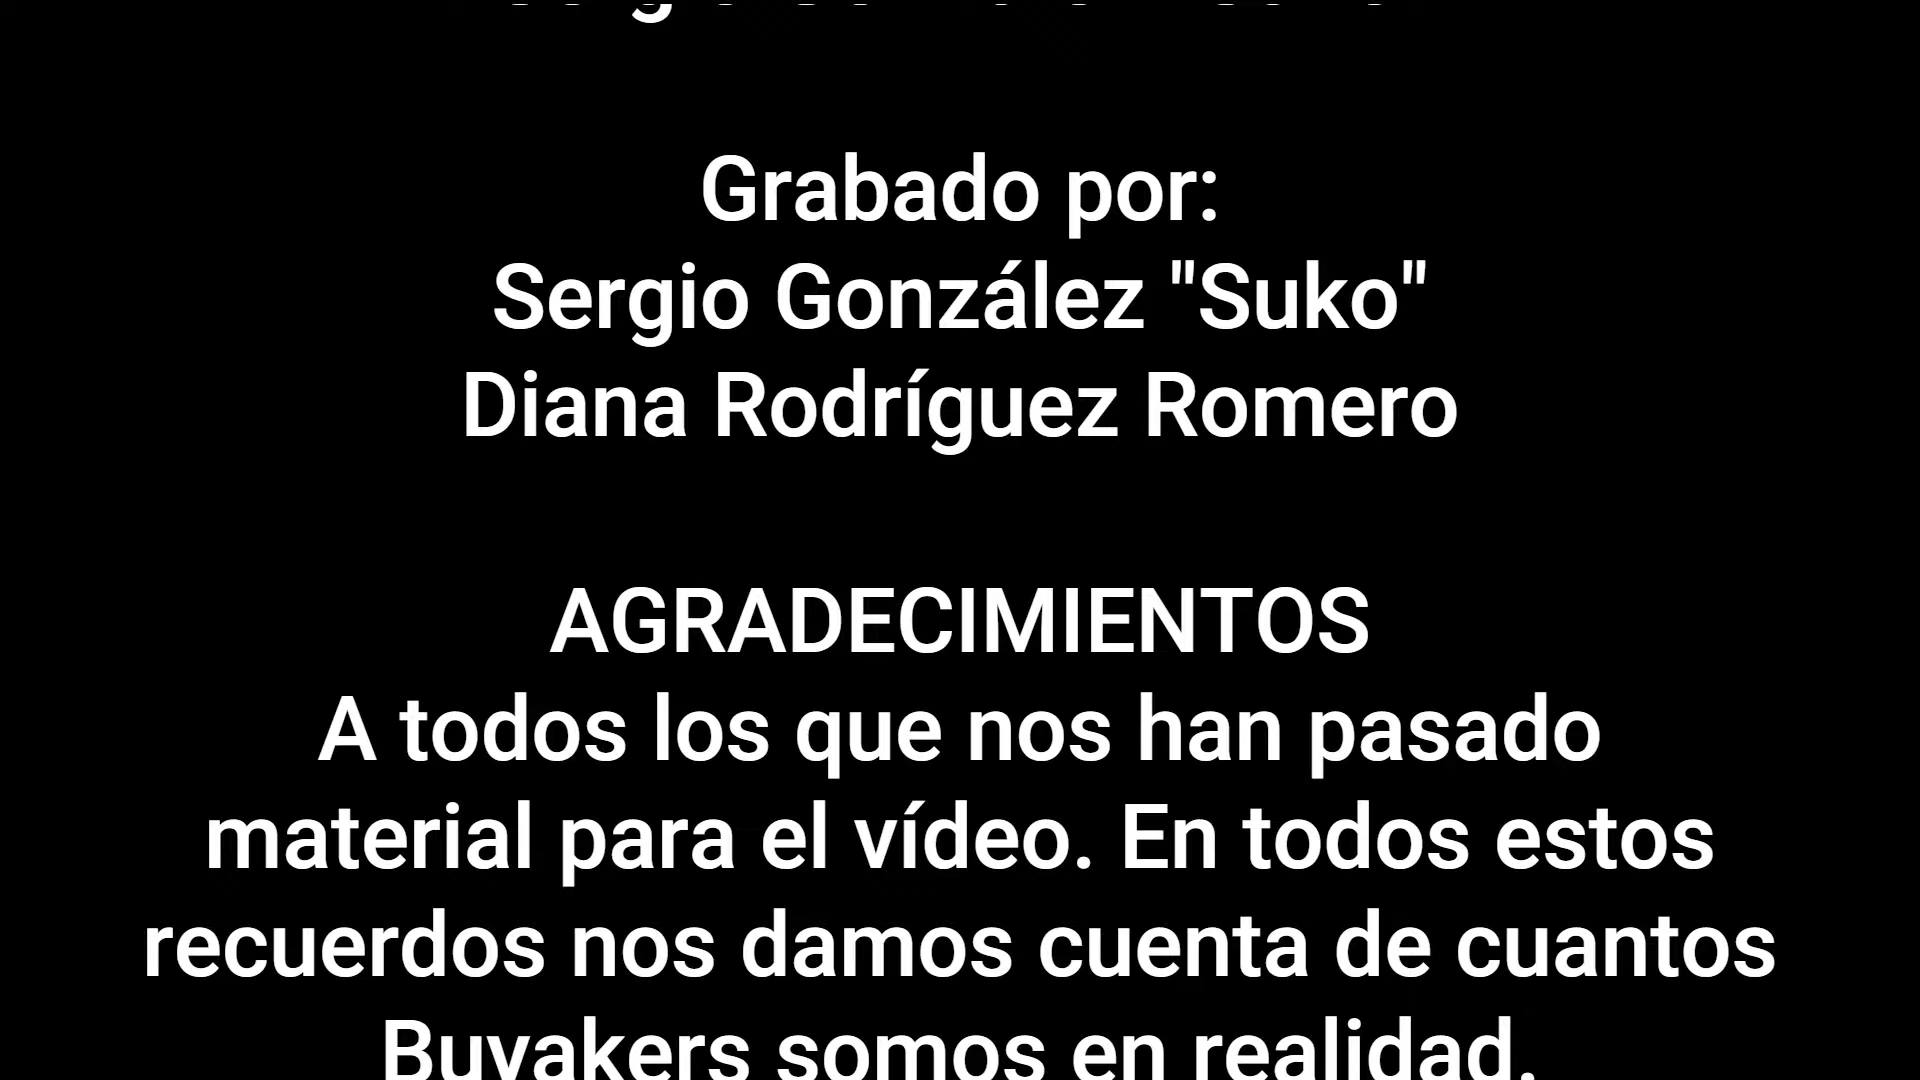 Grabado por:
Sergio González "Suko"
Diana Rodríguez Romero
AGRADECIMIENTOS
A todos los que nos han pasado
material para el vídeo. En todos estos
recuerdos nos damos cuenta de cuantos
Buyakers somos en realidad.